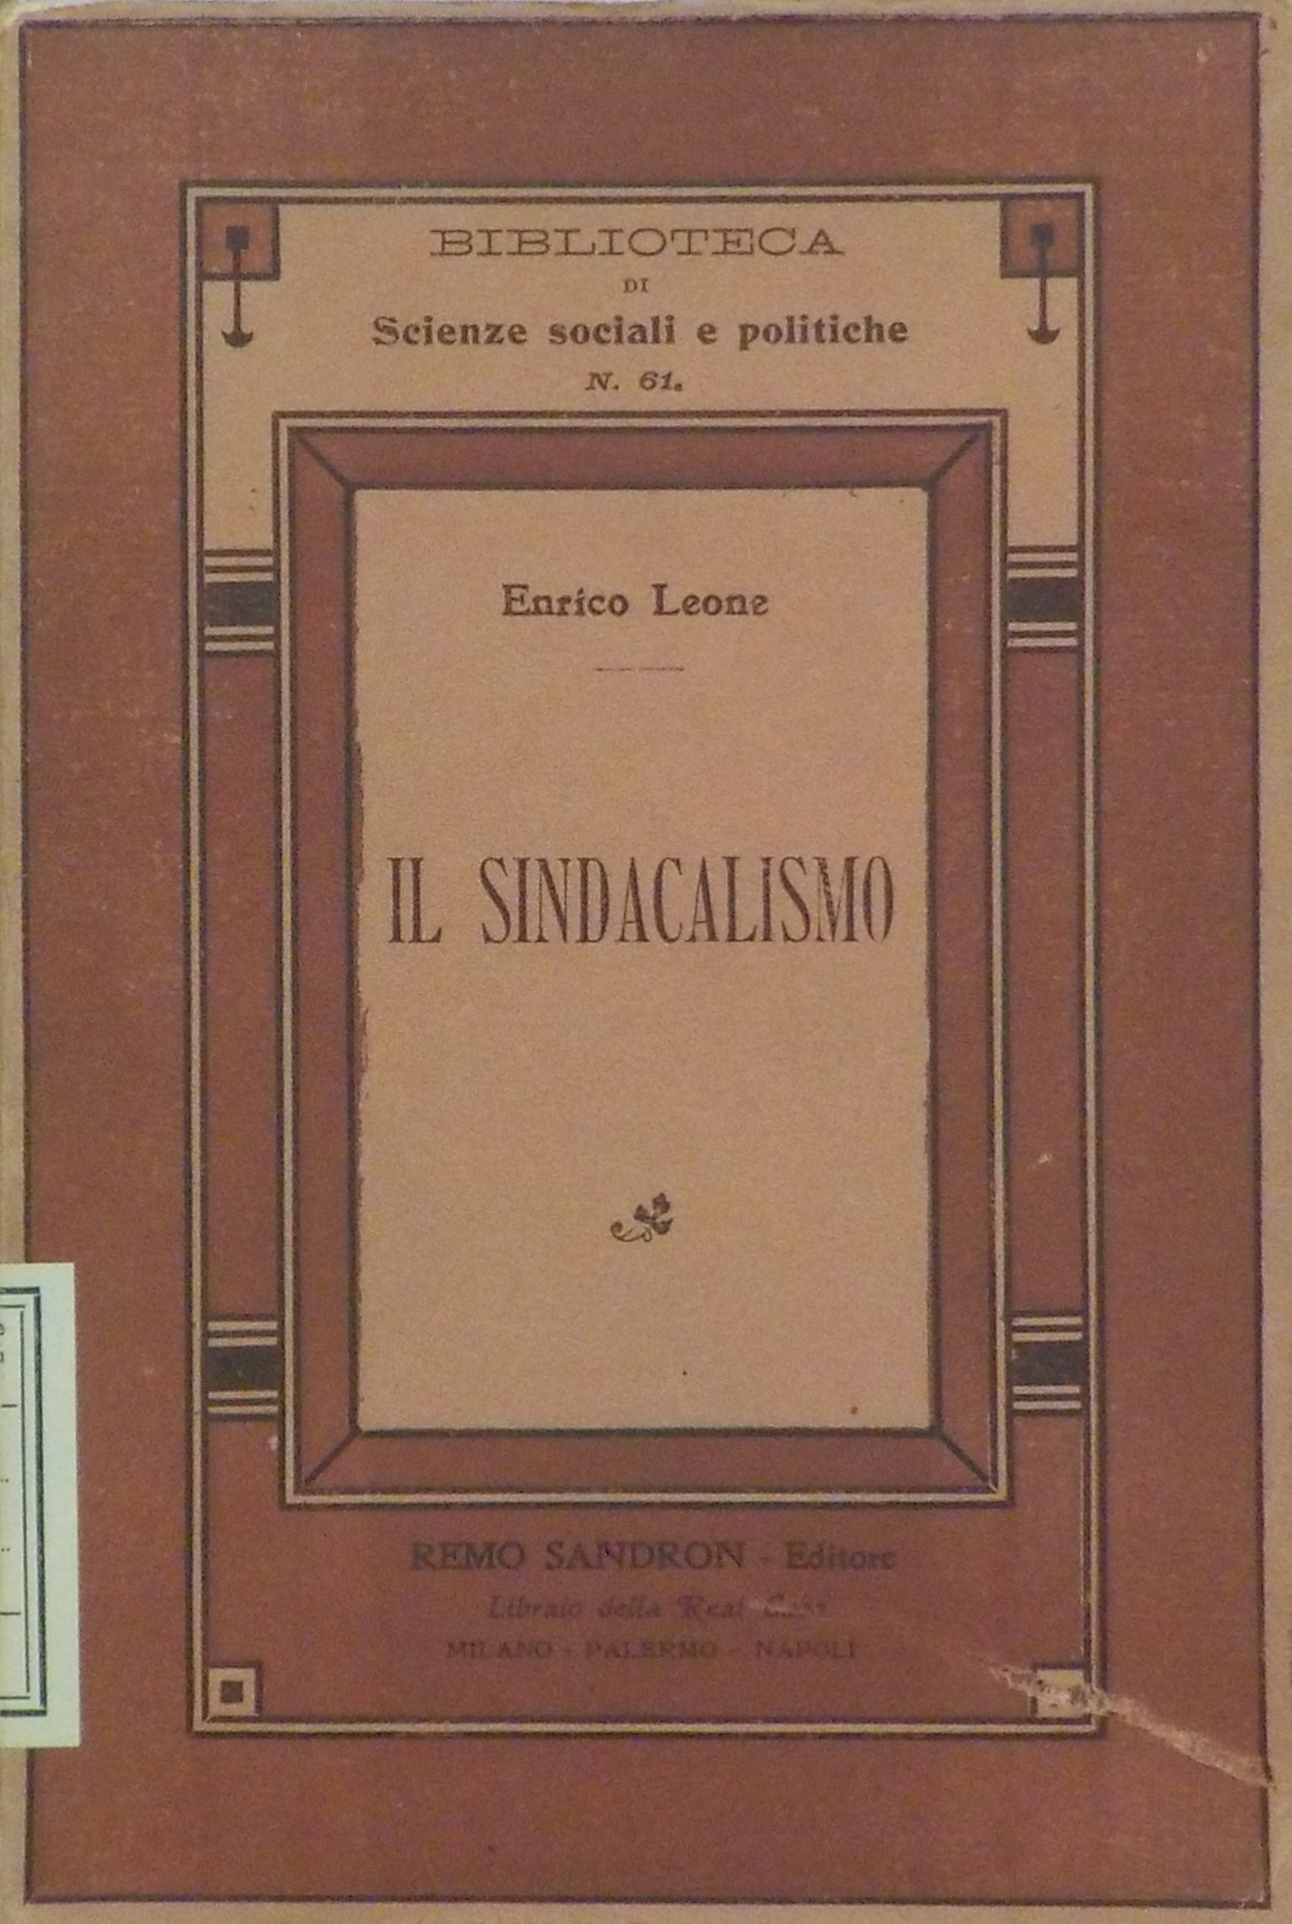 BIBLIOTECA
DI
Scienze sociali e politiche
N. 61.
Enrico Leone
IL SINDACALISMO
REMO SANDRON - Editore
Libraio della Real Casa
MILANO - PALERMO - NAPOLI